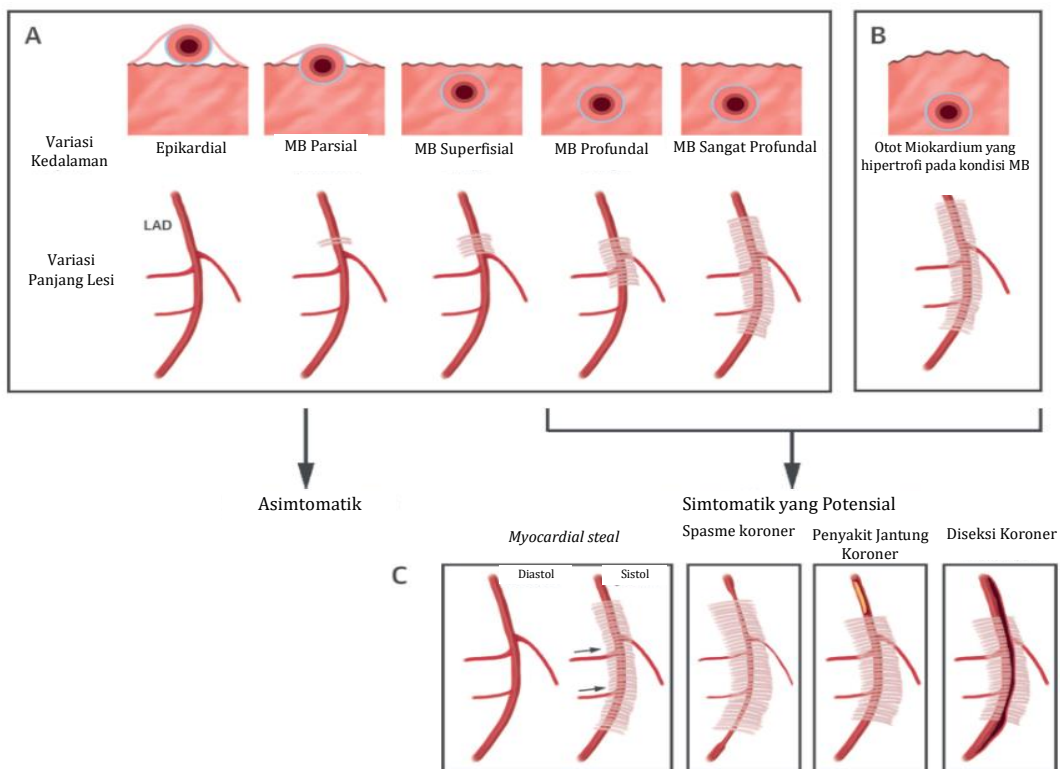 A
B
Variasi
Kedalaman
Epikardial
MB Parsial
MB Superfisial
MB Profundal
MB Sangat Profundal
Otot Miokardium yang
hipertrofi pada kondisi MB
LAD
Variasi
Panjang Lesi
Asimtomatik
Simtomatik yang Potensial
Myocardial steal
Spasme koroner
Penyakit Jantung
Koroner
Diseksi Koroner
C
Diastol
Sistol